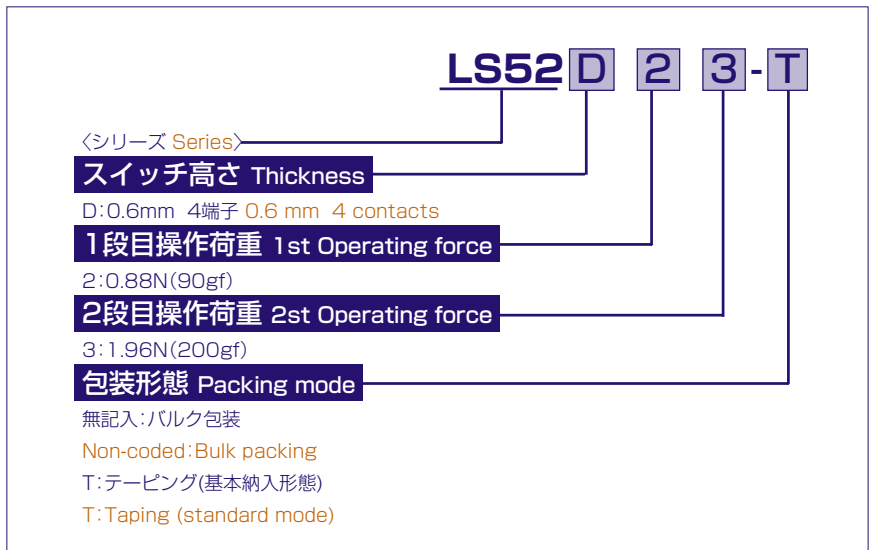 LS52 D 2 3 - T
〈シリーズ Series〉
スイッチ高さ Thickness
D:0.6mm 4端子 0.6 mm 4 contacts
1段目操作荷重 1st Operating force
2:0.88N(90gf)
2段目操作荷重 2st Operating force
3:1.96N(200gf)
包装形態 Packing mode
無記入:バルク包装
Non-coded:Bulk packing
T:テーピング(基本納入形態)
T:Taping (standard mode)